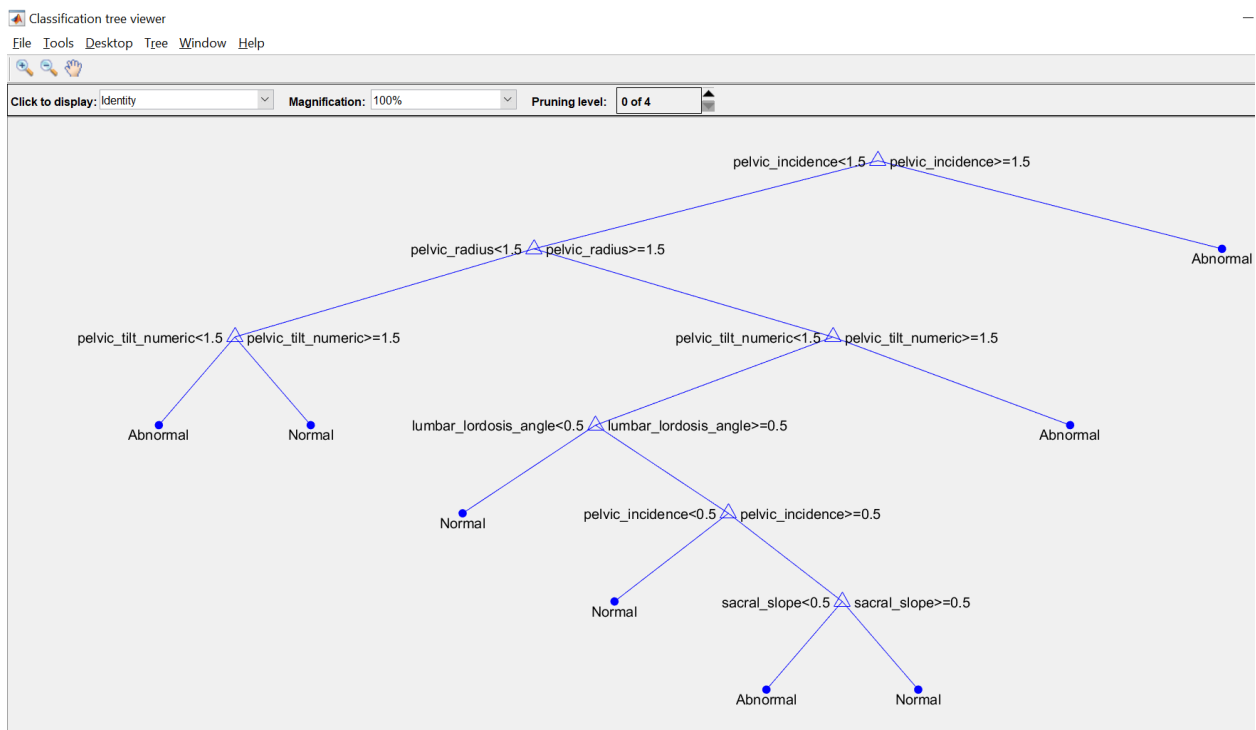 Classification tree viewer
File Tools Desktop Tree Window Help
Click to display: Identity Magnification: 100% Pruning level: 0 of 4
pelvic_incidence<1.5 pelvic_incidence>=1.5
pelvic_radius<1.5 pelvic_radius>=1.5
Abnormal
pelvic_tilt_numeric<1.5 pelvic_tilt_numeric>=1.5 pelvic_tilt_numeric<1.5 pelvic_tilt_numeric>=1.5
lumbar_lordosis_angle<0.5 lumbar_lordosis_angle>=0.5
Abnormal Normal Abnormal
pelvic_incidence<0.5 pelvic_incidence>=0.5
Normal
sacral_slope<0.5 sacral_slope>=0.5
Normal
Abnormal Normal